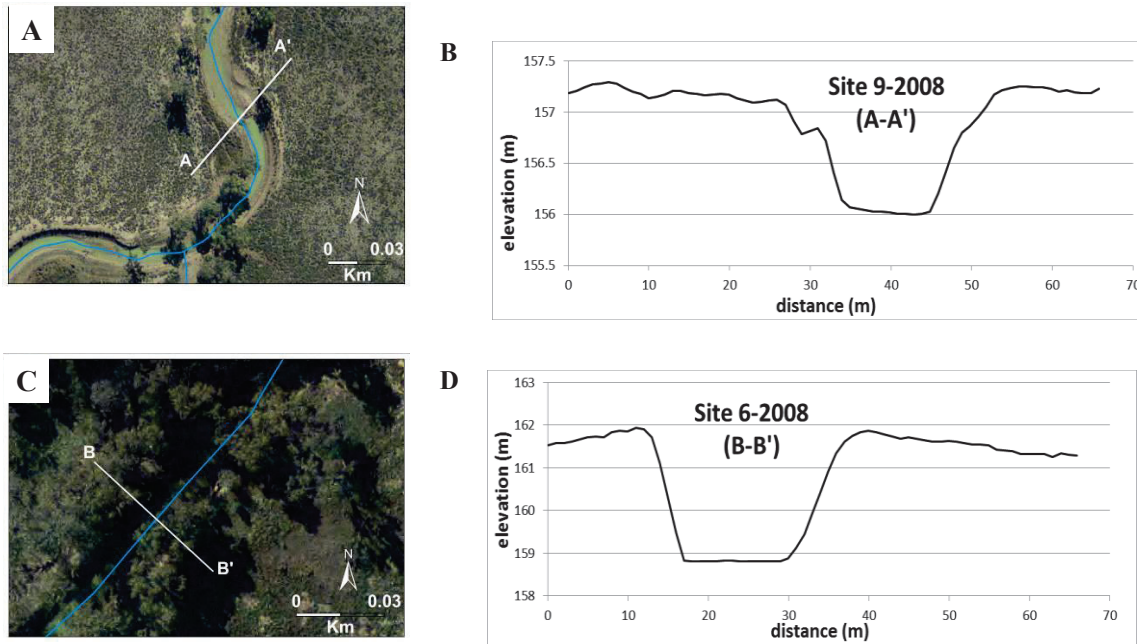 A
A'
A
N
0 0.03
Km
B
Site 9-2008
(A-A')
elevation (m)
157.5
157
156.5
156
155.5
0 10 20 30 40 50 60 70
distance (m)
C
B
B'
N
0 0.03
Km
D
Site 6-2008
(B-B')
elevation (m)
163
162
161
160
159
158
0 10 20 30 40 50 60 70
distance (m)